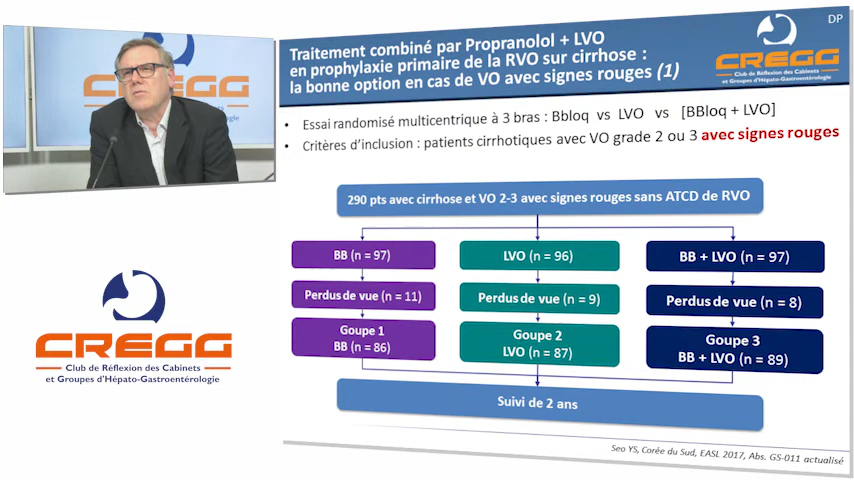 CREGG
Club de Réflexion des Cabinets
et Groupes d'Hépato-Gastroentérologie
DP
Traitement combiné par Propranolol + LVO
en prophylaxie primaire de la RVO sur cirrhose :
la bonne option en cas de VO avec signes rouges (1)
CREGG
Club de Réflexion des Cabinets
et Groupes d'Hépato-Gastroentérologie
• Essai randomisé multicentrique à 3 bras : Bbloq vs LVO vs [BBloq + LVO]
• Critères d'inclusion : patients cirrhotiques avec VO grade 2 ou 3 avec signes rouges
290 pts avec cirrhose et VO 2-3 avec signes rouges sans ATCD de RVO
BB (n = 97)
LVO (n = 96)
BB + LVO (n = 97)
Perdus de vue (n = 11)
Perdus de vue (n = 9)
Perdus de vue (n = 8)
Goupe 1
BB (n = 86)
Goupe 2
LVO (n = 87)
Goupe 3
BB + LVO (n = 89)
Suivi de 2 ans
Seo YS, Corée du Sud, EASL 2017, Abs. GS-011 actualisé
CREGG